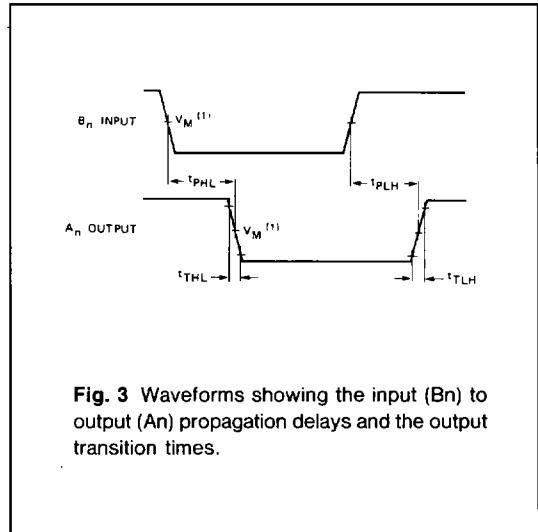 Bn INPUT
VM (1)
tPHL
tPLH
An OUTPUT
VM (1)
tTHL
tTLH
Fig. 3 Waveforms showing the input (Bn) to
output (An) propagation delays and the output
transition times.